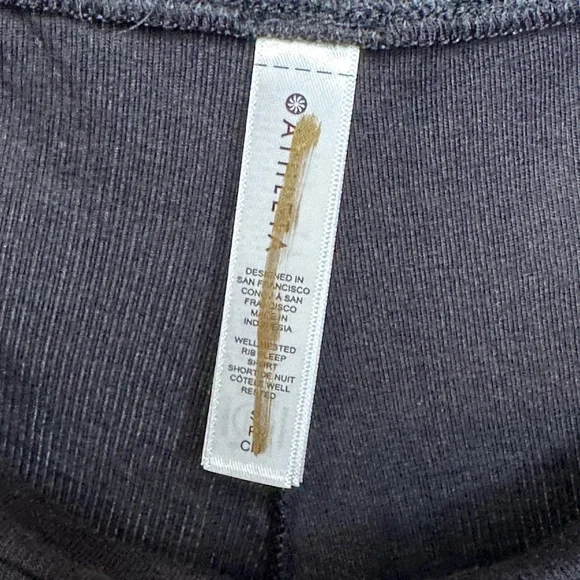 ATHLETA
DESIGNED IN
SAN FRANCISCO
CONÇU À SAN
FRANCISCO
MADE IN
INDONESIA
WELL RESTED
RIB SLEEP
SHORT
SHORT DE NUIT
CÔTELÉ WELL
RESTED